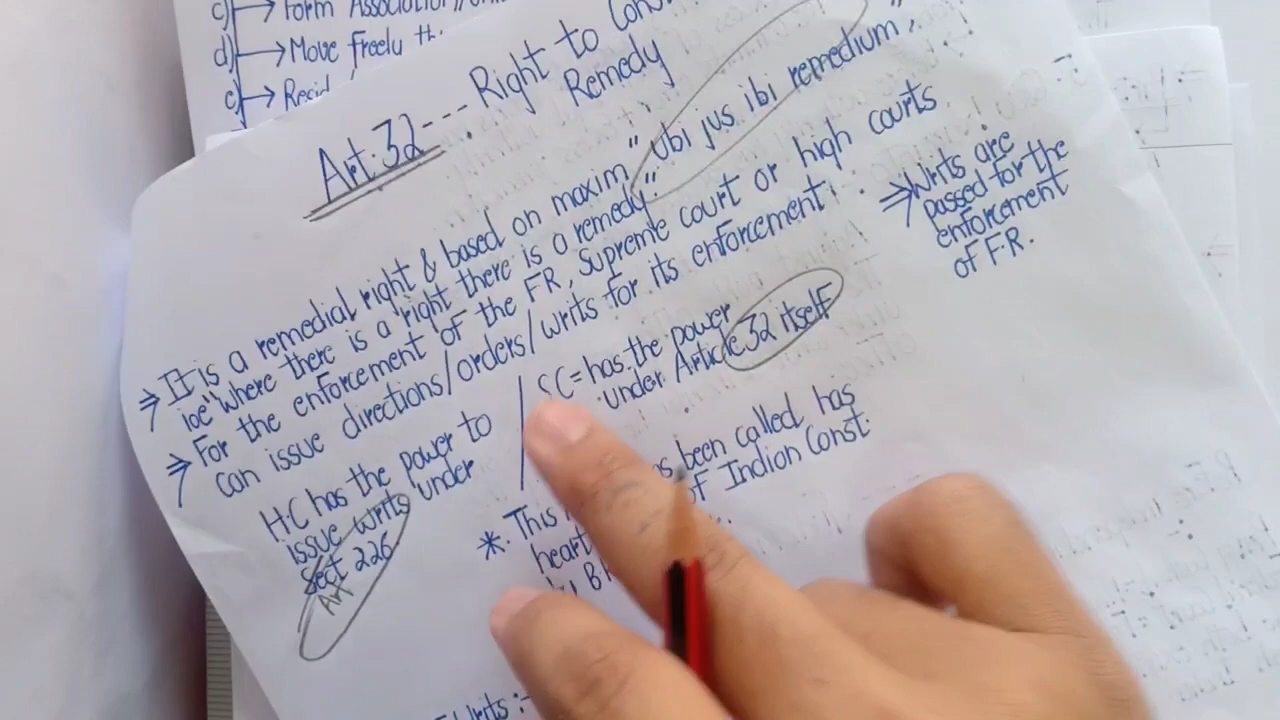 c) → Form
d) → Move freely
e) →
Art. 32 --- Right to
Remedy
⇒ It is a remedial right & based on maxim "Ubi jus ibi remedium".
ioe "where there is a right there is a remedy."
⇒ For the enforcement of the FR, Supreme court or high courts
can issue directions/orders/writs for its enforcement.
⇒ Writs are
passed for the
enforcement
of F.R.
H.C has the power to
issue writs under
Sect 226
Art
SC = has the power
under Article 32 itself
*. This been called has
heart of Indian Const.
by
Writs :-